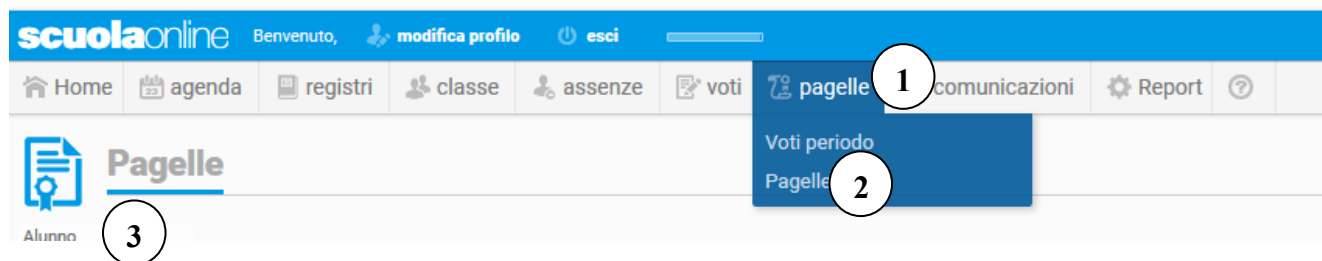 scuolaonline Benvenuto, modifica profilo esci
Home 23 agenda registri classe assenze voti pagelle 1 comunicazioni Report ?
Voti periodo
Pagelle 2
Pagelle
Alunno 3